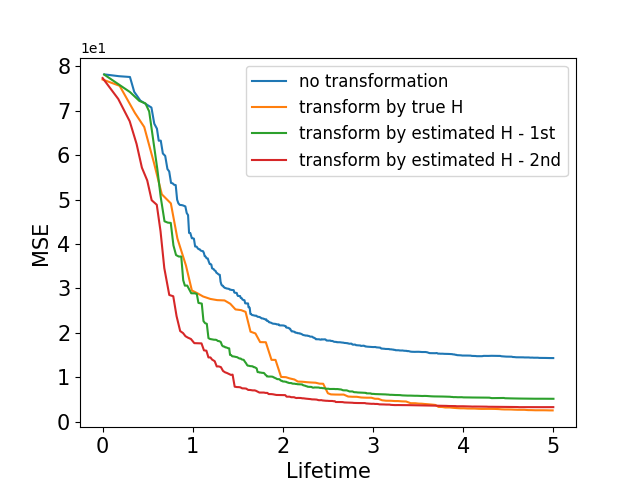 1e1
8
7
6
5
4
3
2
1
0
MSE
no transformation
transform by true H
transform by estimated H - 1st
transform by estimated H - 2nd
0 1 2 3 4 5
Lifetime